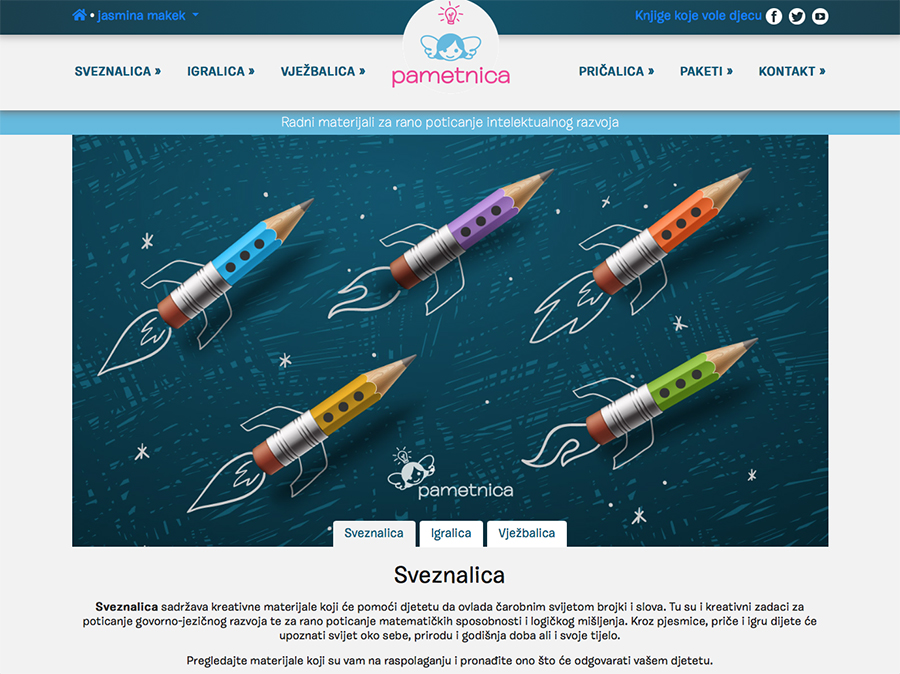 jasmina makek
Knjige koje vole djecu
SVEZNALICA »
IGRALICA »
VJEŽBALICA »
pametnica
PRIČALICA »
PAKETI »
KONTAKT »
Radni materijali za rano poticanje intelektualnog razvoja
pametnica
Sveznalica
Igralica
Vježbalica
Sveznalica
Sveznalica sadržava kreativne materijale koji će pomoći djetetu da ovlada čarobnim svijetom brojki i slova. Tu su i kreativni zadaci za
poticanje govorno-jezičnog razvoja te za rano poticanje matematičkih sposobnosti i logičkog mišljenja. Kroz pjesmice, priče i igru dijete će
upoznati svijet oko sebe, prirodu i godišnja doba ali i svoje tijelo.
Pregledajte materijale koji su vam na raspolaganju i pronađite ono što će odgovarati vašem djetetu.